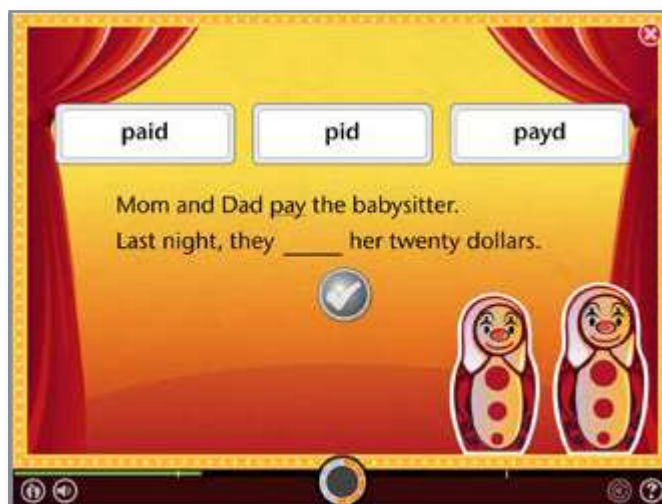 paid pid payd
Mom and Dad pay the babysitter.
Last night, they _____ her twenty dollars.
?